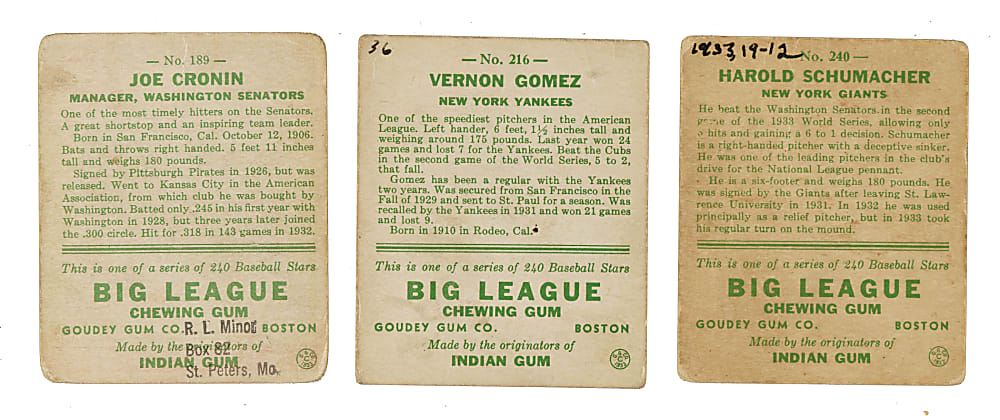 — No. 189 —
JOE CRONIN
MANAGER, WASHINGTON SENATORS
One of the most timely hitters on the Senators.
A great shortstop and an inspiring team leader.
Born in San Francisco, Cal. October 12, 1906.
Bats and throws right handed. 5 feet 11 inches
tall and weighs 180 pounds.
Signed by Pittsburgh Pirates in 1926, but was
released. Went to Kansas City in the American
Association, from which club he was bought by
Washington. Batted only .245 in his first year with
Washington in 1928, but three years later joined
the .300 circle. Hit for .318 in 143 games in 1932.
This is one of a series of 240 Baseball Stars
BIG LEAGUE
CHEWING GUM
GOUDEY GUM CO. BOSTON
R. L. Minor
Made by the originators of
Box 82
INDIAN GUM
St. Peters, Mo.
36
— No. 216 —
VERNON GOMEZ
NEW YORK YANKEES
One of the speediest pitchers in the American
League. Left hander, 6 feet, 1½ inches tall and
weighing around 175 pounds. Last year won 24
games and lost 7 for the Yankees. Beat the Cubs
in the second game of the World Series, 5 to 2,
that fall.
Gomez has been a regular with the Yankees
two years. Was secured from San Francisco in the
Fall of 1929 and sent to St. Paul for a season. Was
recalled by the Yankees in 1931 and won 21 games
and lost 9.
Born in 1910 in Rodeo, Cal.
This is one of a series of 240 Baseball Stars
BIG LEAGUE
CHEWING GUM
GOUDEY GUM CO. BOSTON
Made by the originators of
INDIAN GUM
1933, 19-12
No. 240 —
HAROLD SCHUMACHER
NEW YORK GIANTS
He beat the Washington Senators in the second
of the 1933 World Series, allowing only
hits and gaining a 6 to 1 decision. Schumacher
is a right-handed pitcher with a deceptive sinker.
He was one of the leading pitchers in the club's
drive for the National League pennant.
He is a six-footer and weighs 180 pounds. He
was signed by the Giants after leaving St. Law-
rence University in 1931. In 1932 he was used
principally as a relief pitcher, but in 1933 took
his regular turn on the mound.
This is one of a series of 240 Baseball Stars
BIG LEAGUE
CHEWING GUM
GOUDEY GUM CO. BOSTON
Made by the originators of
INDIAN GUM